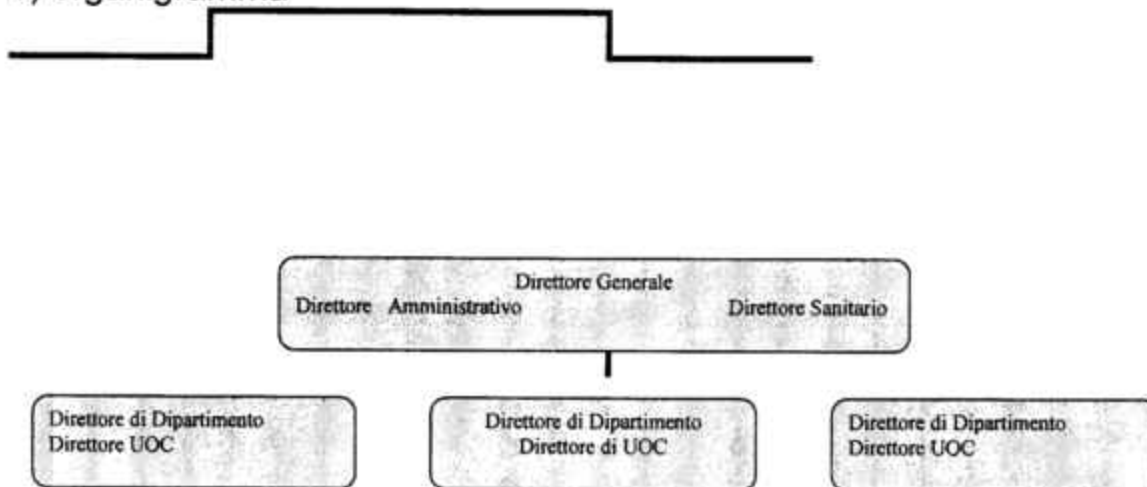 Direttore Generale
Direttore Amministrativo Direttore Sanitario
Direttore di Dipartimento
Direttore UOC
Direttore di Dipartimento
Direttore di UOC
Direttore di Dipartimento
Direttore UOC